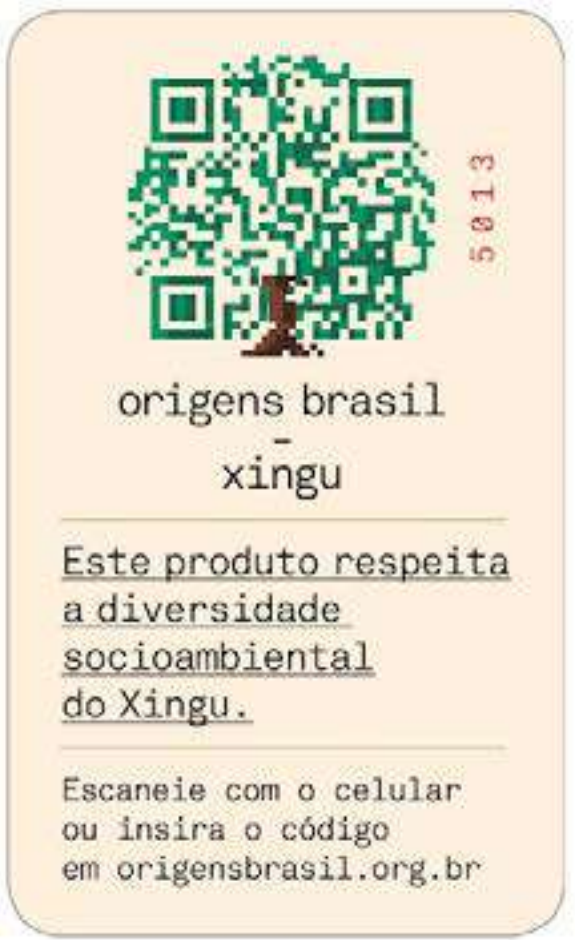 5013
origens brasil
-
xingu
Este produto respeita
a diversidade
socioambiental
do Xingu.
Escaneie com o celular
ou insira o código
em origensbrasil.org.br